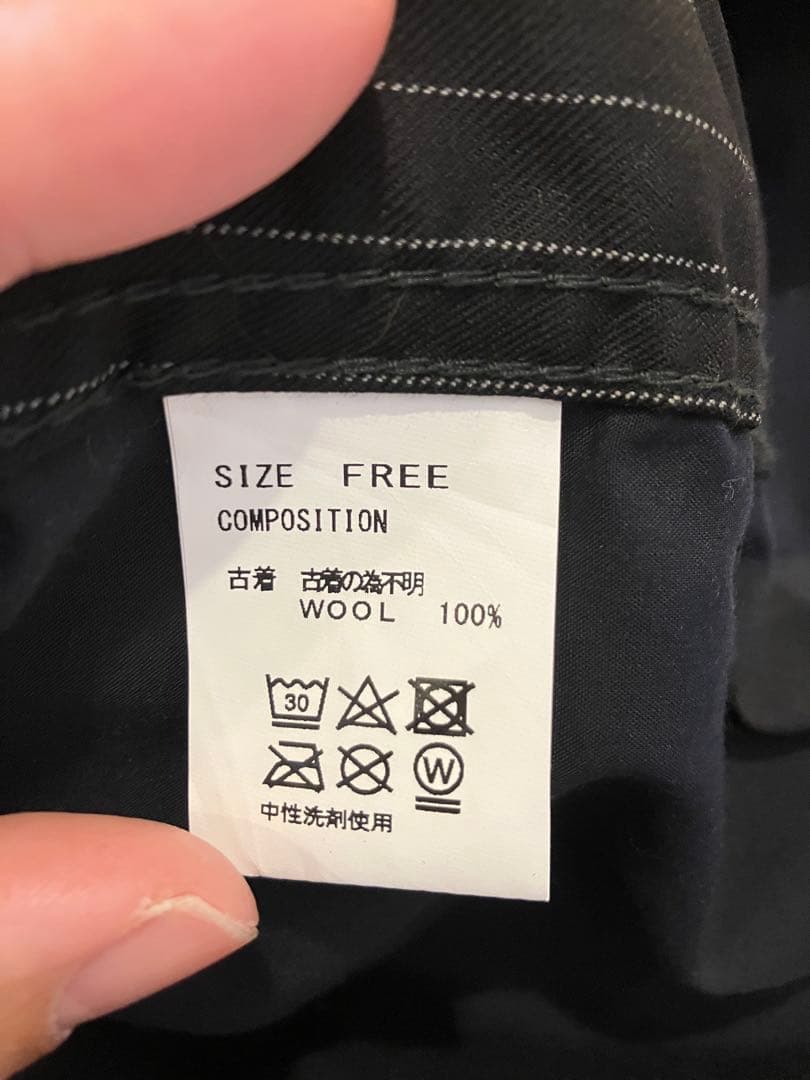 SIZE FREE
COMPOSITION
古着 古着の為不明
WOOL 100%
30
W
中性洗剤使用